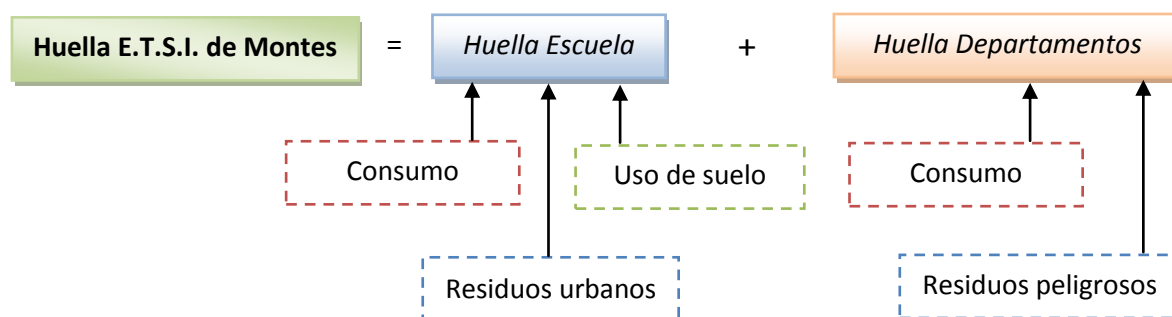 Huella E.T.S.I. de Montes = Huella Escuela + Huella Departamentos
Consumo Uso de suelo Consumo
Residuos urbanos Residuos peligrosos